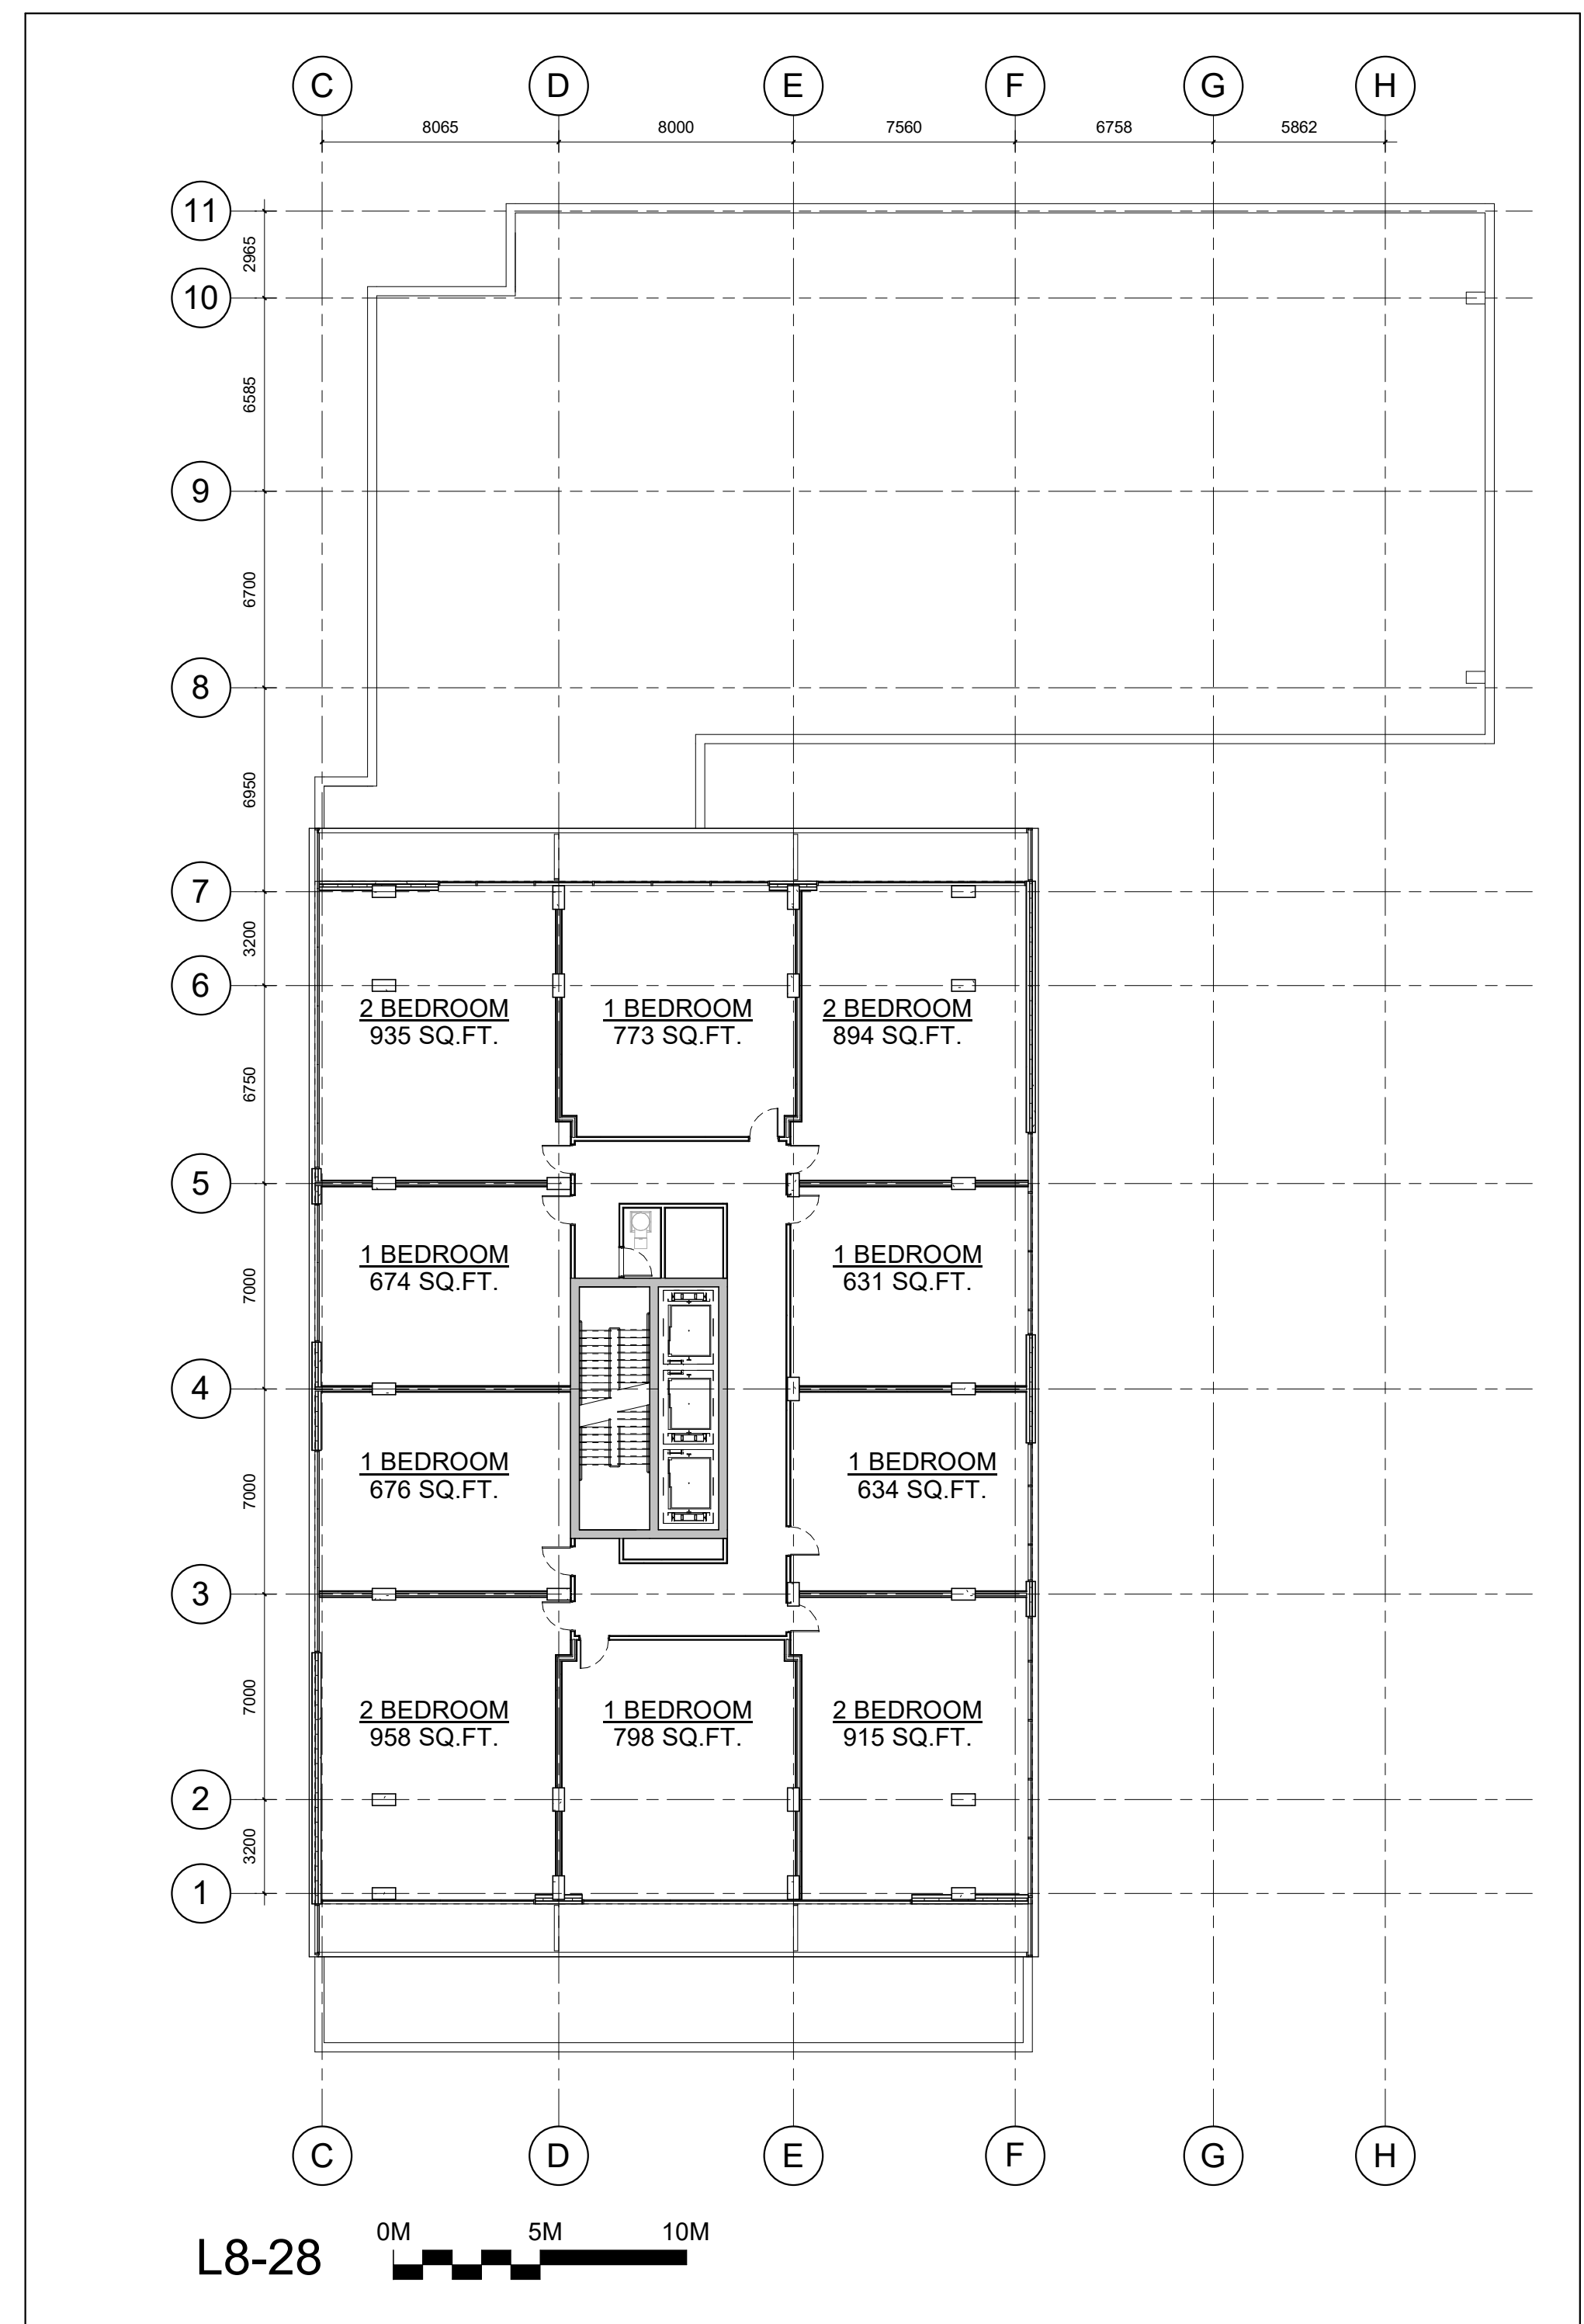 C D E F G H
8065 8000 7560 6758 5862
11
2965
10
6585
9
6700
8
6950
7
3200
6
2 BEDROOM 1 BEDROOM 2 BEDROOM
935 SQ.FT. 773 SQ.FT. 894 SQ.FT.
6750
5
1 BEDROOM 1 BEDROOM
674 SQ.FT. 631 SQ.FT.
7000
4
1 BEDROOM 1 BEDROOM
676 SQ.FT. 634 SQ.FT.
7000
3
7000
2 BEDROOM 1 BEDROOM 2 BEDROOM
958 SQ.FT. 798 SQ.FT. 915 SQ.FT.
2
3200
1
C D E F G H
0M 5M 10M
L8-28